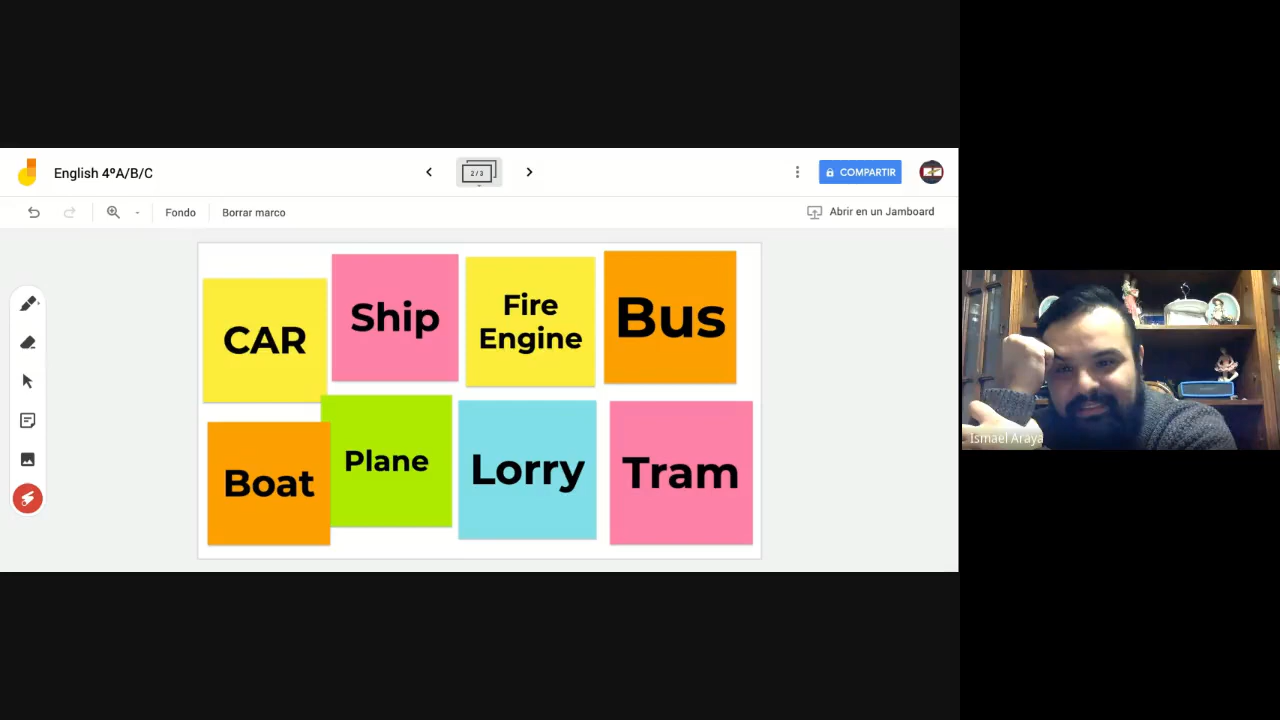 English 4ºA/B/C
2/3
COMPARTIR
Fondo
Borrar marco
Abrir en un Jamboard
CAR
Ship
Fire
Engine
Bus
Boat
Plane
Lorry
Tram
Ismael Araya